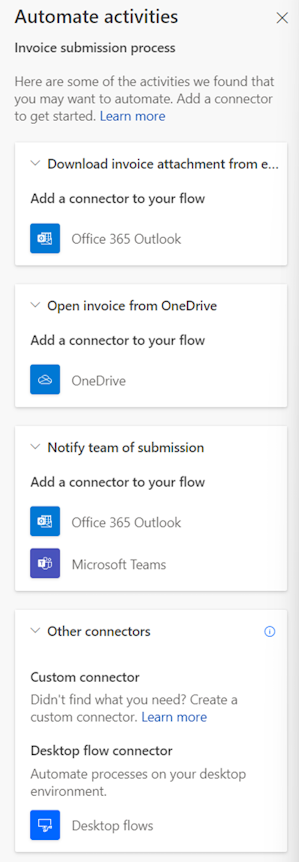 Automate activities
Invoice submission process
Here are some of the activities we found that
you may want to automate. Add a connector
to get started. Learn more
Download invoice attachment from e...
Add a connector to your flow
Office 365 Outlook
Open invoice from OneDrive
Add a connector to your flow
OneDrive
Notify team of submission
Add a connector to your flow
Office 365 Outlook
Microsoft Teams
Other connectors
Custom connector
Didn't find what you need? Create a
custom connector. Learn more
Desktop flow connector
Automate processes on your desktop
environment.
Desktop flows